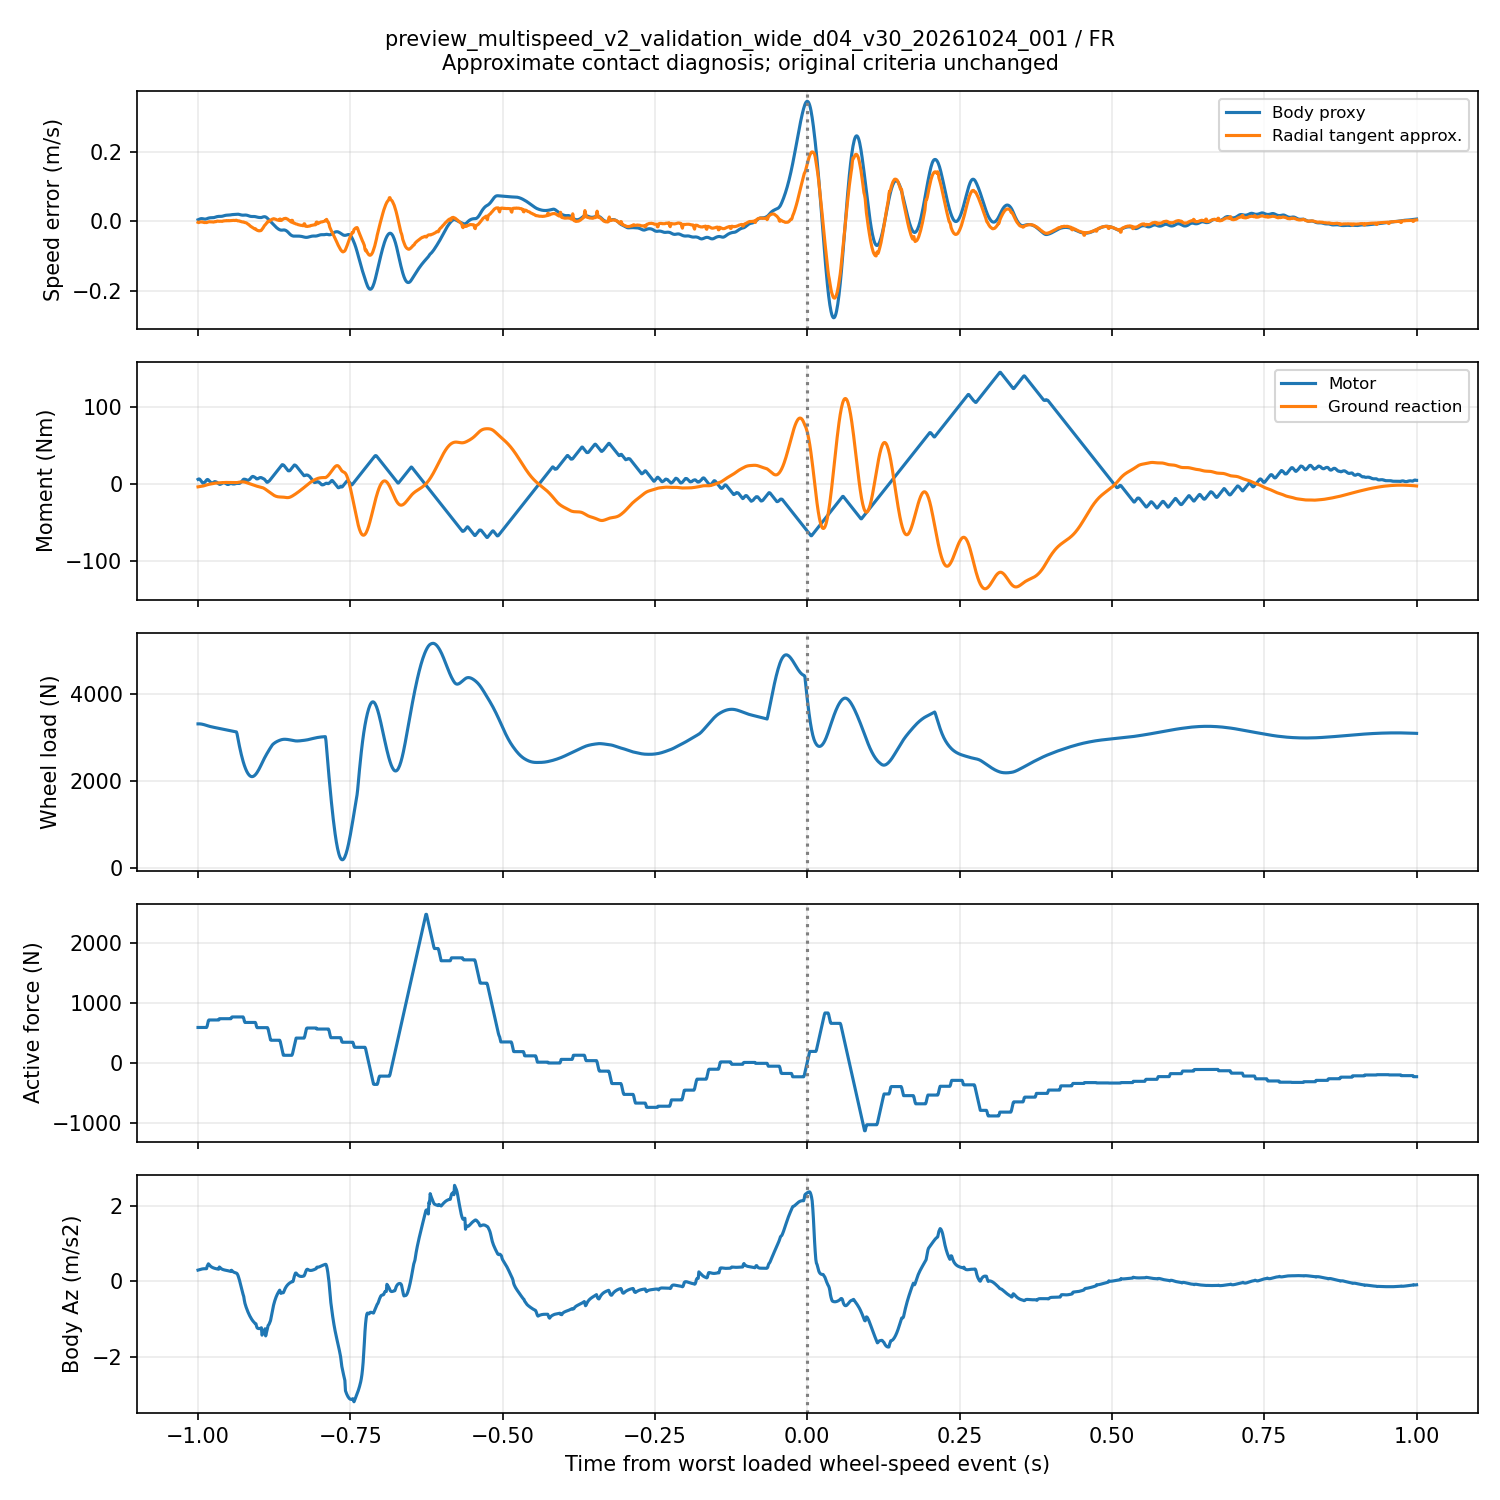 preview_multispeed_v2_validation_wide_d04_v30_20261024_001 / FR
Approximate contact diagnosis; original criteria unchanged
Speed error (m/s)
0.2
0.0
−0.2
Body proxy
Radial tangent approx.
Moment (Nm)
100
0
−100
Motor
Ground reaction
Wheel load (N)
4000
2000
0
Active force (N)
2000
1000
0
−1000
Body Az (m/s2)
2
0
−2
−1.00 −0.75 −0.50 −0.25 0.00 0.25 0.50 0.75 1.00
Time from worst loaded wheel-speed event (s)